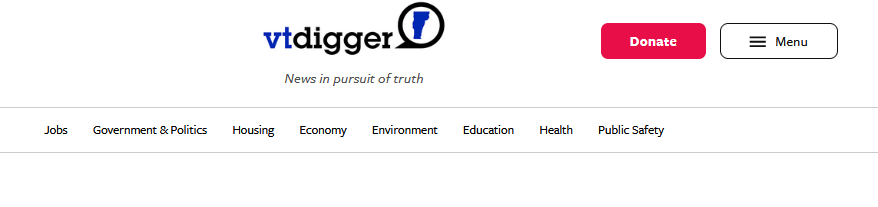 vtdigger
Donate
Menu
News in pursuit of truth
Jobs Government & Politics Housing Economy Environment Education Health Public Safety